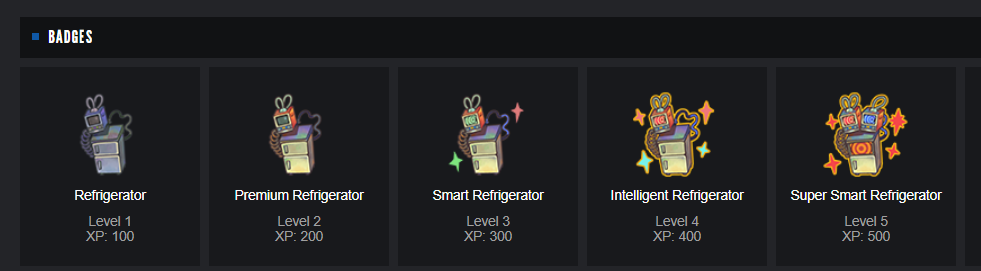 BADGES
Refrigerator
Level 1
XP: 100
Premium Refrigerator
Level 2
XP: 200
Smart Refrigerator
Level 3
XP: 300
Intelligent Refrigerator
Level 4
XP: 400
Super Smart Refrigerator
Level 5
XP: 500